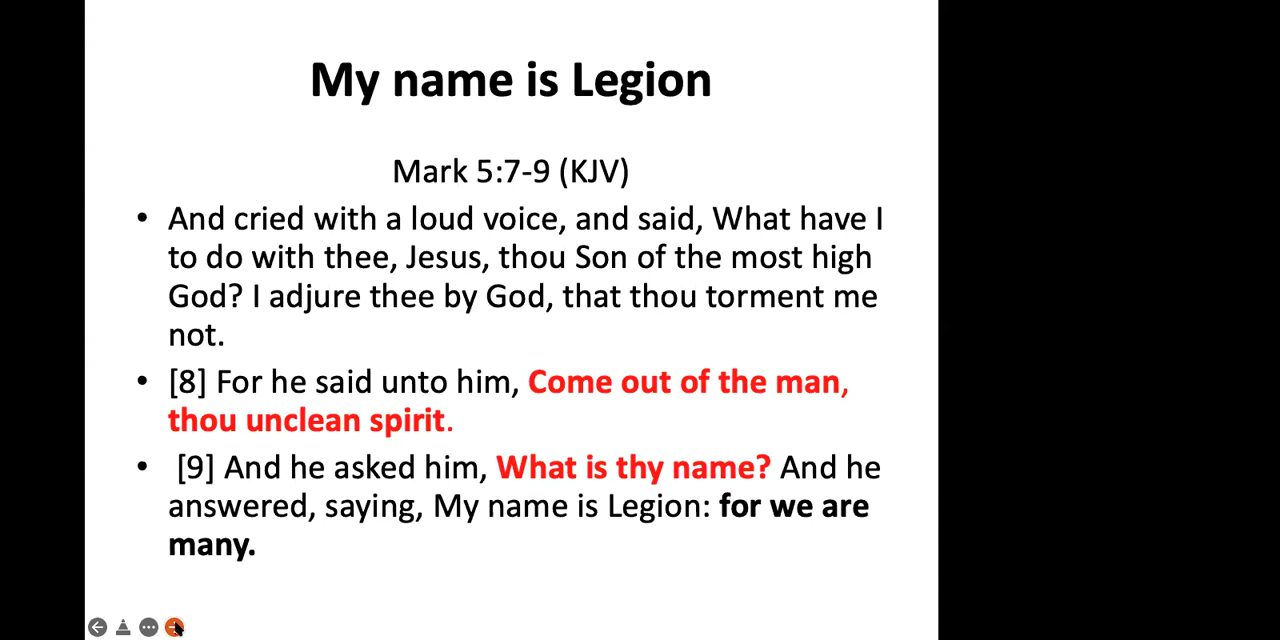 My name is Legion
Mark 5:7-9 (KJV)
• And cried with a loud voice, and said, What have I
to do with thee, Jesus, thou Son of the most high
God? I adjure thee by God, that thou torment me
not.
• [8] For he said unto him, Come out of the man,
thou unclean spirit.
• [9] And he asked him, What is thy name? And he
answered, saying, My name is Legion: for we are
many.